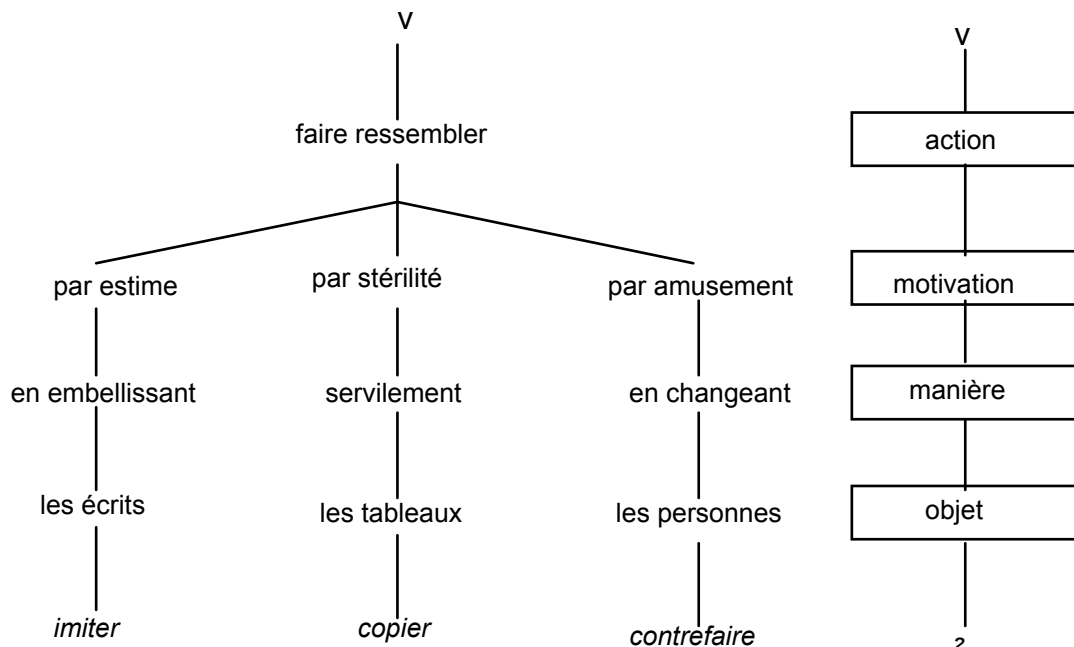 V
V
faire ressembler
action
par estime
par stérilité
par amusement
motivation
en embellissant
servilement
en changeant
manière
les écrits
les tableaux
les personnes
objet
imiter
copier
contrefaire
?